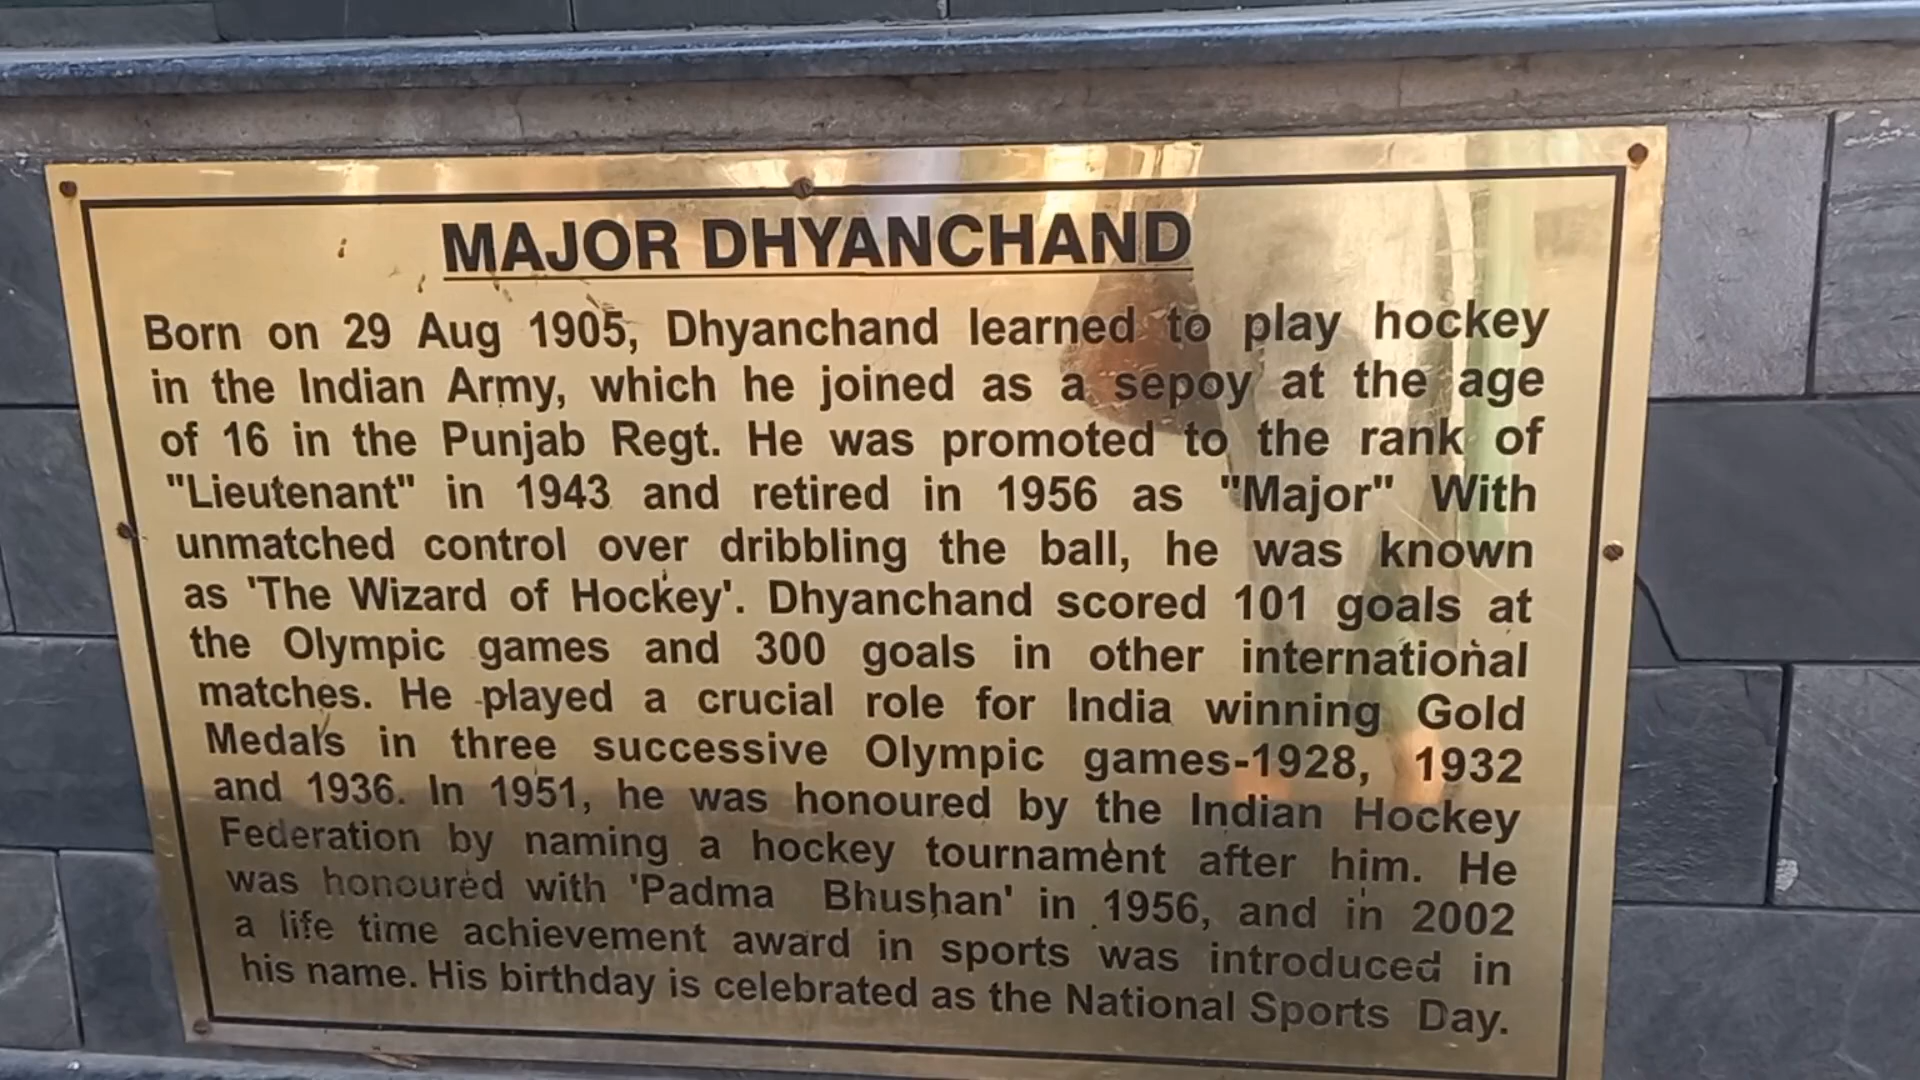 MAJOR DHYANCHAND
Born on 29 Aug 1905, Dhyanchand learned to play hockey
in the Indian Army, which he joined as a sepoy at the age
of 16 in the Punjab Regt. He was promoted to the rank of
"Lieutenant" in 1943 and retired in 1956 as "Major" With
unmatched control over dribbling the ball, he was known
as 'The Wizard of Hockey'. Dhyanchand scored 101 goals at
the Olympic games and 300 goals in other international
matches. He played a crucial role for India winning Gold
Medals in three successive Olympic games-1928, 1932
and 1936. In 1951, he was honoured by the Indian Hockey
Federation by naming a hockey tournament after him. He
was honoured with 'Padma Bhushan' in 1956, and in 2002
a life time achievement award in sports was introduced in
his name. His birthday is celebrated as the National Sports Day.